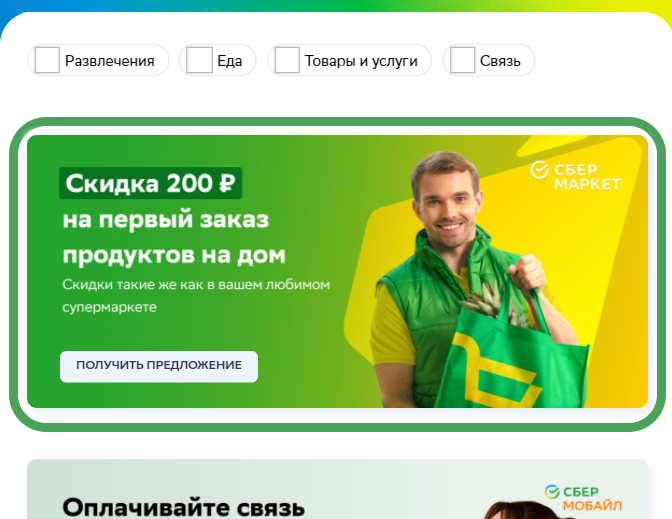 Развлечения Еда Товары и услуги Связь
СБЕР
МАРКЕТ
Скидка 200 ₽
на первый заказ
продуктов на дом
Скидки такие же как в вашем любимом
супермаркете
ПОЛУЧИТЬ ПРЕДЛОЖЕНИЕ
СБЕР
МОБАЙЛ
Оплачивайте связь